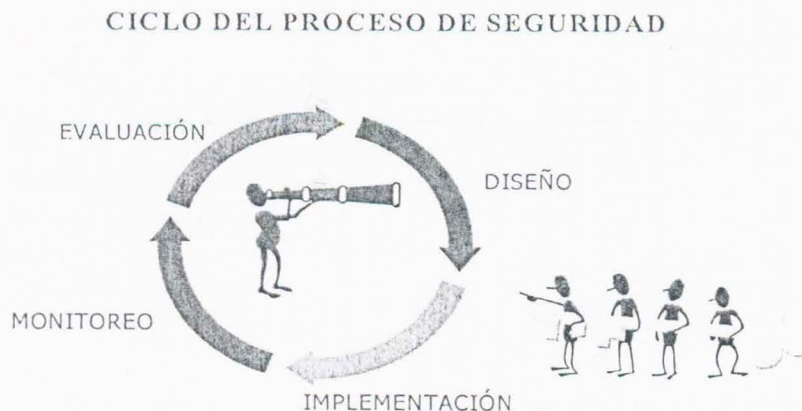 CICLO DEL PROCESO DE SEGURIDAD
EVALUACIÓN
DISEÑO
MONITOREO
IMPLEMENTACIÓN